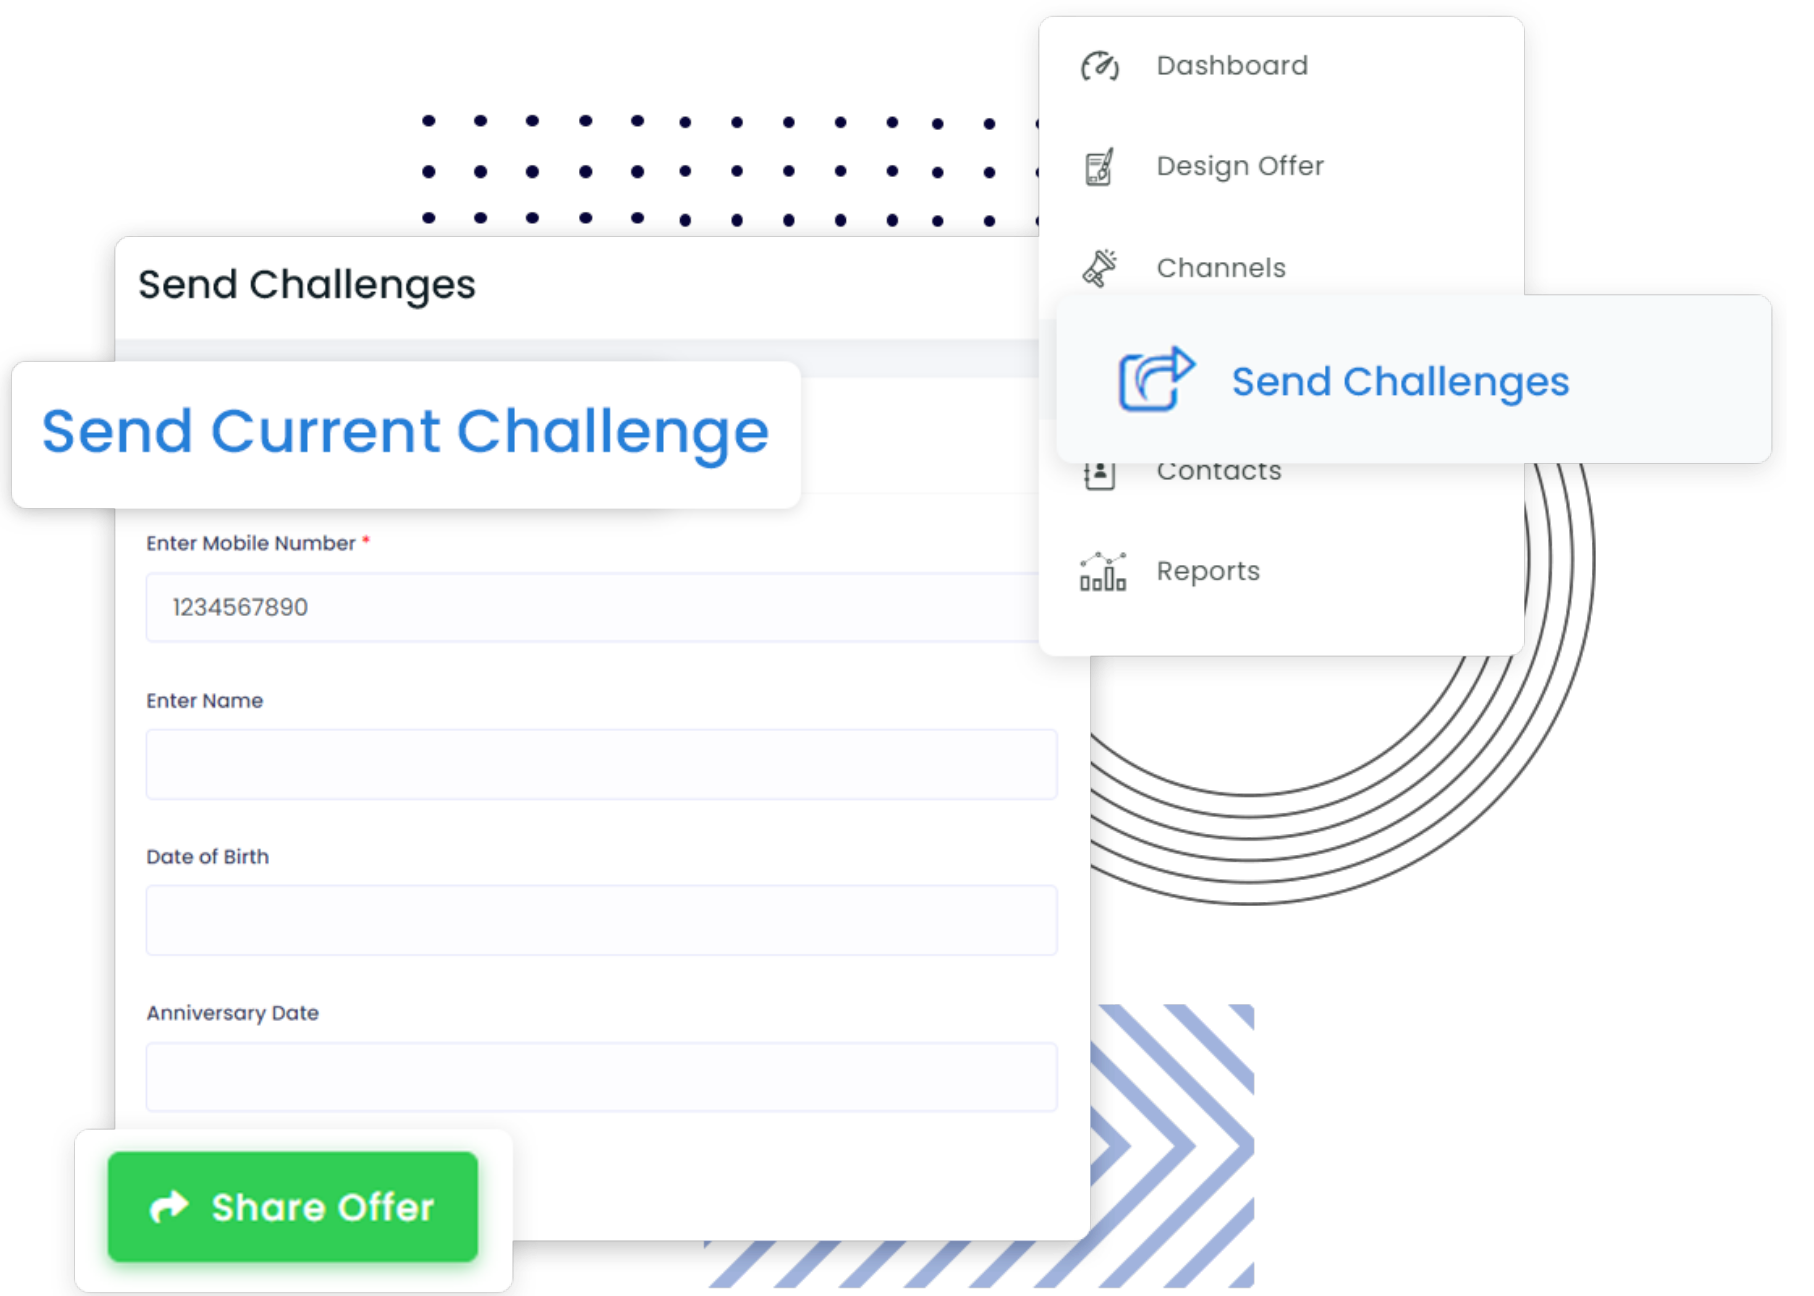 Dashboard
Design Offer
Channels
Send Challenges
Contacts
Reports
Send Challenges
Send Current Challenge
Enter Mobile Number *
1234567890
Enter Name
Date of Birth
Anniversary Date
Share Offer